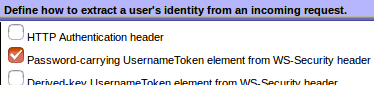 Define how to extract a user's identity from an incoming request.
HTTP Authentication header
Password-carrying UsernameToken element from WS-Security header
Derived-key UsernameToken element from WS-Security header